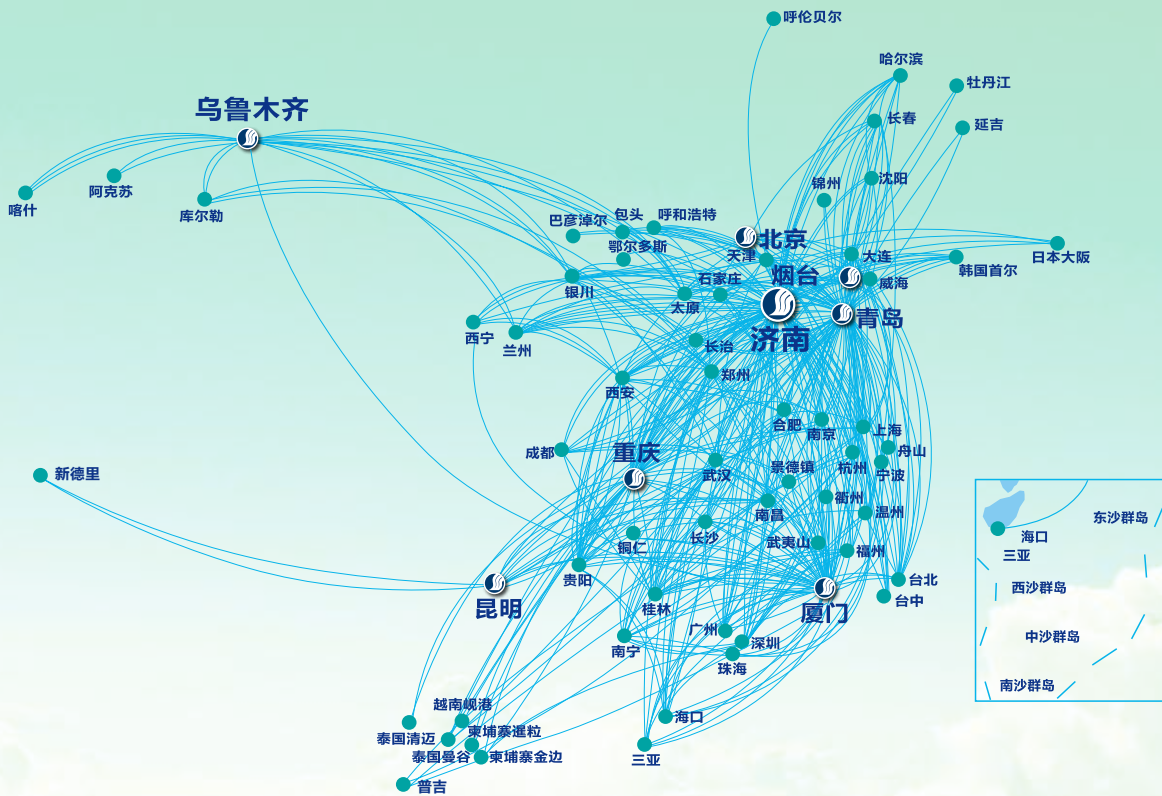 呼伦贝尔
哈尔滨
牡丹江
乌鲁木齐
长春
延吉
沈阳
锦州
阿克苏
喀什
库尔勒
包头
呼和浩特
巴彦淖尔
北京
鄂尔多斯
天津
大连
日本大阪
韩国首尔
烟台
石家庄
威海
银川
太原
青岛
西宁
济南
兰州
长治
郑州
西安
合肥
南京
上海
成都
重庆
舟山
新德里
武汉
景德镇
杭州
宁波
衢州
南昌
温州
东沙群岛
长沙
海口
武夷山
铜仁
福州
三亚
贵阳
台北
西沙群岛
台中
昆明
桂林
厦门
广州
中沙群岛
深圳
南宁
珠海
南沙群岛
越南岘港
海口
柬埔寨暹粒
泰国清迈
泰国曼谷
柬埔寨金边
三亚
普吉